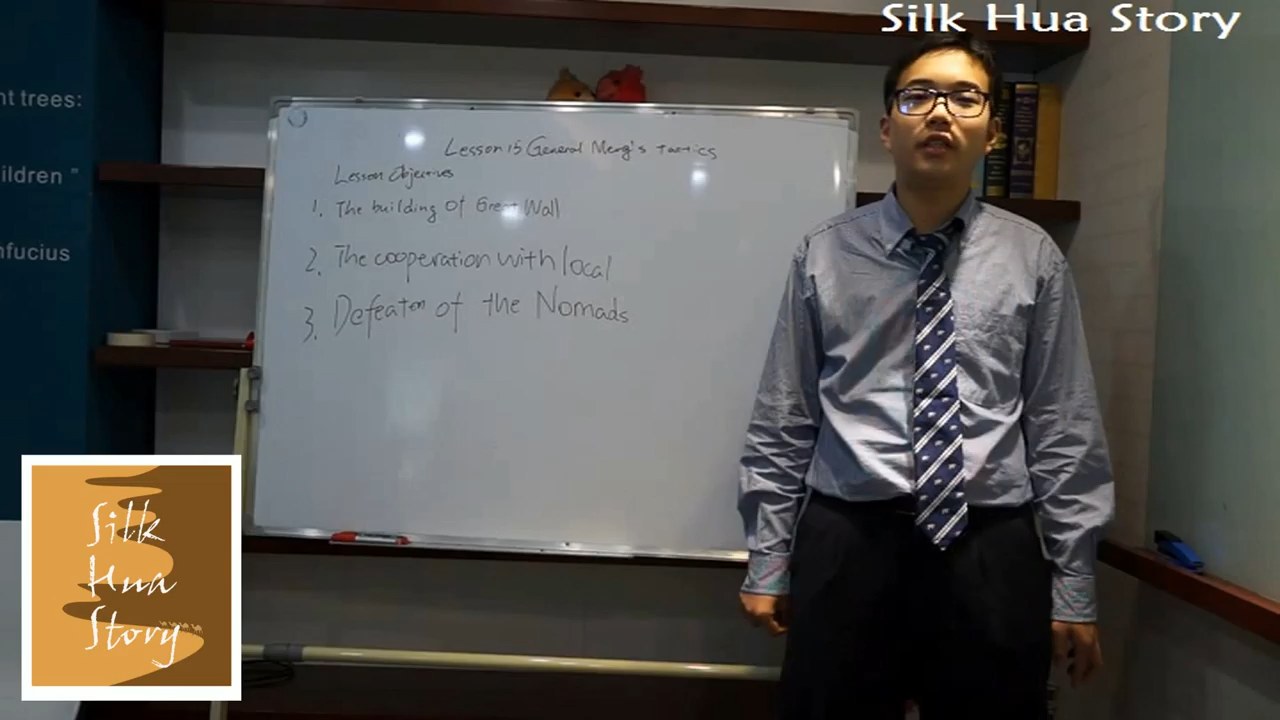 Silk Hua Story
nt trees:
ildren ”
nfucius
Lesson 15 General Meng's Tactics
Lesson Objectives
1. The building of Great Wall
2. The cooperation with local
3. Defeaten of the Nomads
Silk
Hua
Story